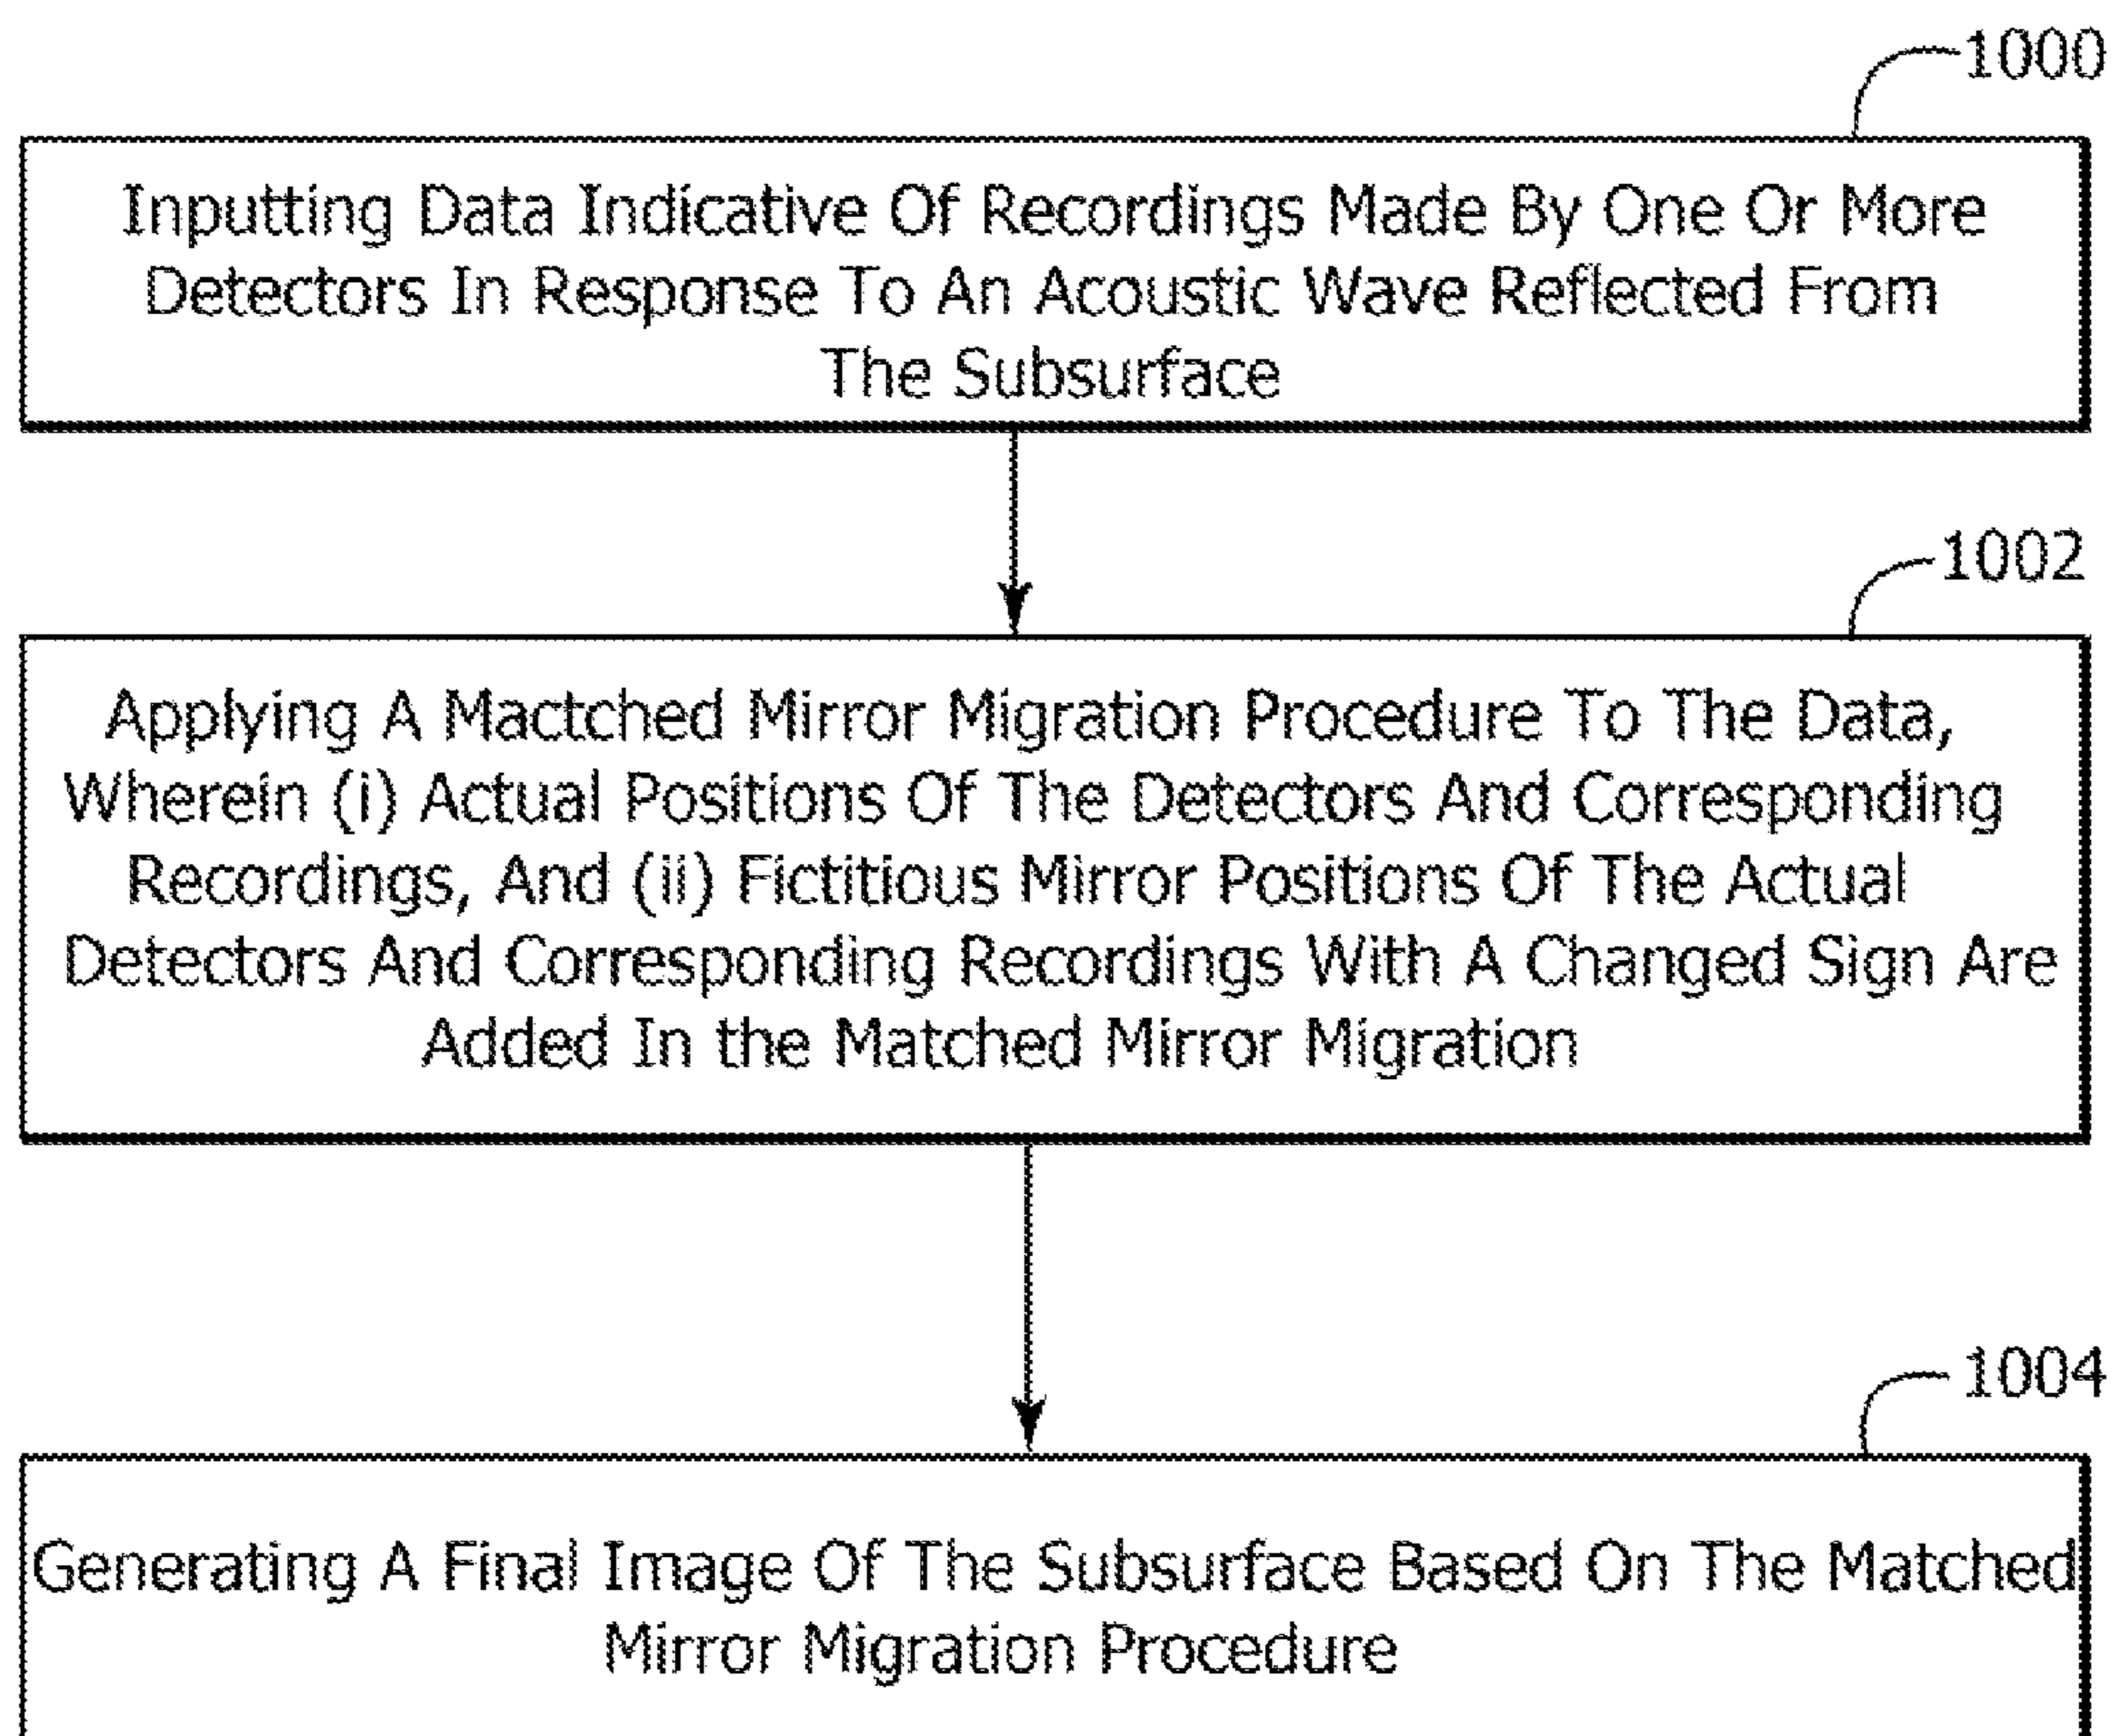 1000
Inputting Data Indicative Of Recordings Made By One Or More
Detectors In Response To An Acoustic Wave Reflected From
The Subsurface
1002
Applying A Mactched Mirror Migration Procedure To The Data,
Wherein (i) Actual Positions Of The Detectors And Corresponding
Recordings, And (ii) Fictitious Mirror Positions Of The Actual
Detectors And Corresponding Recordings With A Changed Sign Are
Added In the Matched Mirror Migration
1004
Generating A Final Image Of The Subsurface Based On The Matched
Mirror Migration Procedure